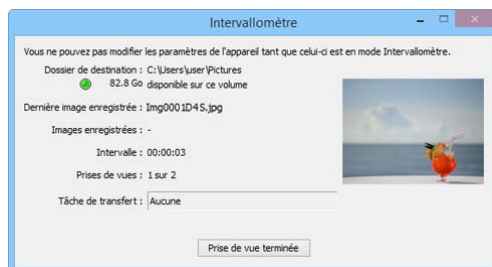 Intervallomètre
Vous ne pouvez pas modifier les paramètres de l'appareil tant que celui-ci est en mode Intervallomètre.
Dossier de destination : C:\Users\user\Pictures
82.8 Go disponible sur ce volume
Dernière image enregistrée : Img0001D4S.jpg
Images enregistrées : -
Intervalle : 00:00:03
Prises de vues : 1 sur 2
Tâche de transfert : Aucune
Prise de vue terminée